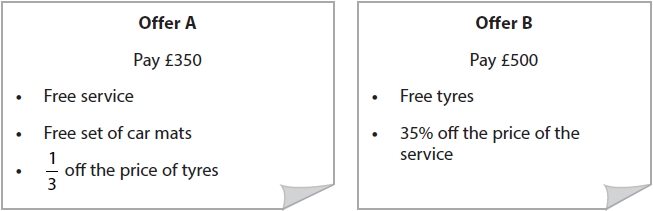 Offer A
Pay £350
• Free service
• Free set of car mats
• 1/3 off the price of tyres
Offer B
Pay £500
• Free tyres
• 35% off the price of the
service